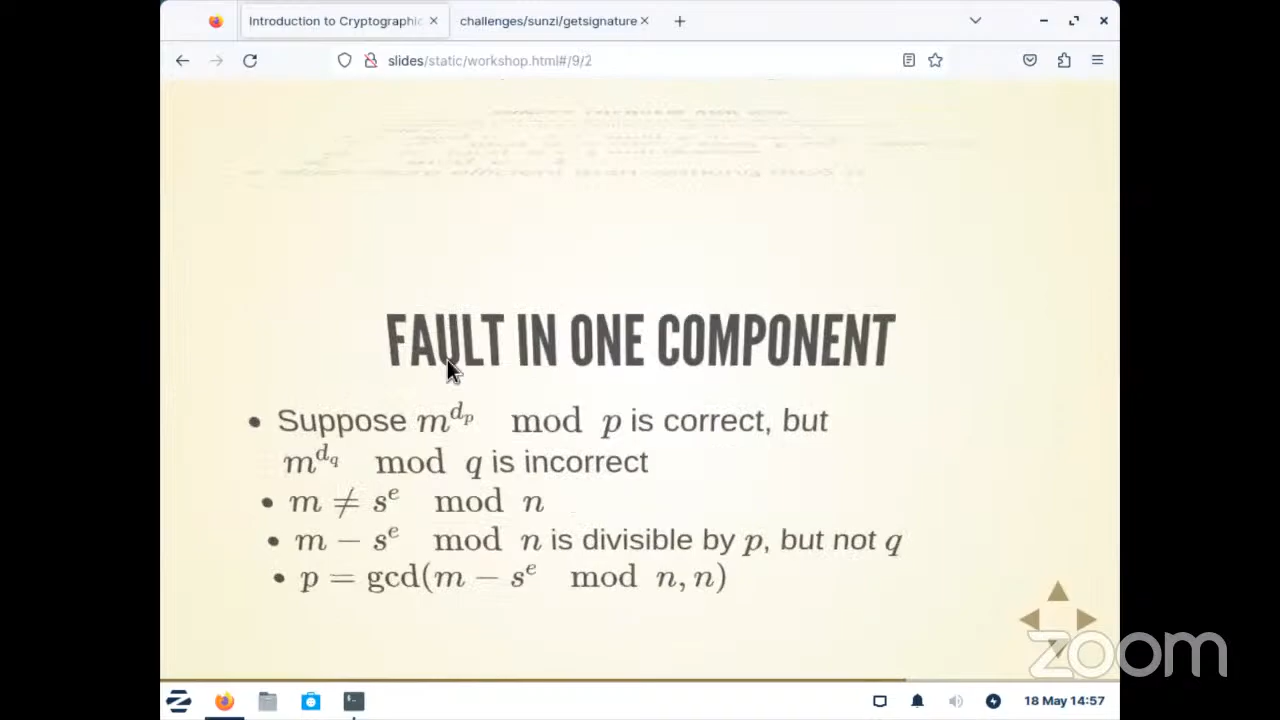 Introduction to Cryptographic
challenges/sunzi/getsignature
slides/static/workshop.html#/9/2
FAULT IN ONE COMPONENT
• Suppose m^{d_p} mod p is correct, but
m^{d_q} mod q is incorrect
• m ≠ s^e mod n
• m − s^e mod n is divisible by p, but not q
• p = gcd(m − s^e mod n, n)
zoom
18 May 14:57